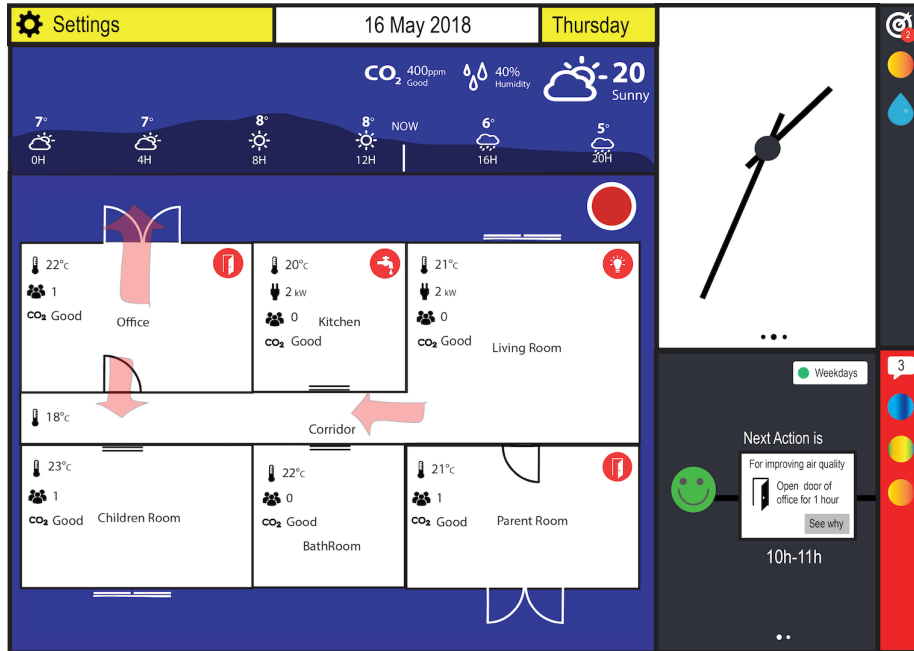 Settings
16 May 2018
Thursday
CO2 400ppm
Good
40%
Humidity
-20
Sunny
7°
7°
8°
8°
NOW
6°
5°
0H
4H
8H
12H
16H
20H
22°C
1
CO2 Good
Office
20°C
2 kW
0
CO2 Good
Kitchen
21°C
2 kW
0
CO2 Good
Living Room
18°C
Corridor
23°C
1
CO2 Good
Children Room
22°C
0
CO2 Good
BathRoom
21°C
1
CO2 Good
Parent Room
2
3
Weekdays
Next Action is
For improving air quality
Open door of
office for 1 hour
See why
10h-11h